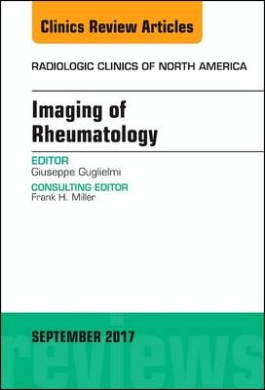 Clinics Review Articles
RADIOLOGIC CLINICS OF NORTH AMERICA
Imaging of
Rheumatology
EDITOR
Giuseppe Guglielmi
CONSULTING EDITOR
Frank H. Miller
SEPTEMBER 2017
reviews